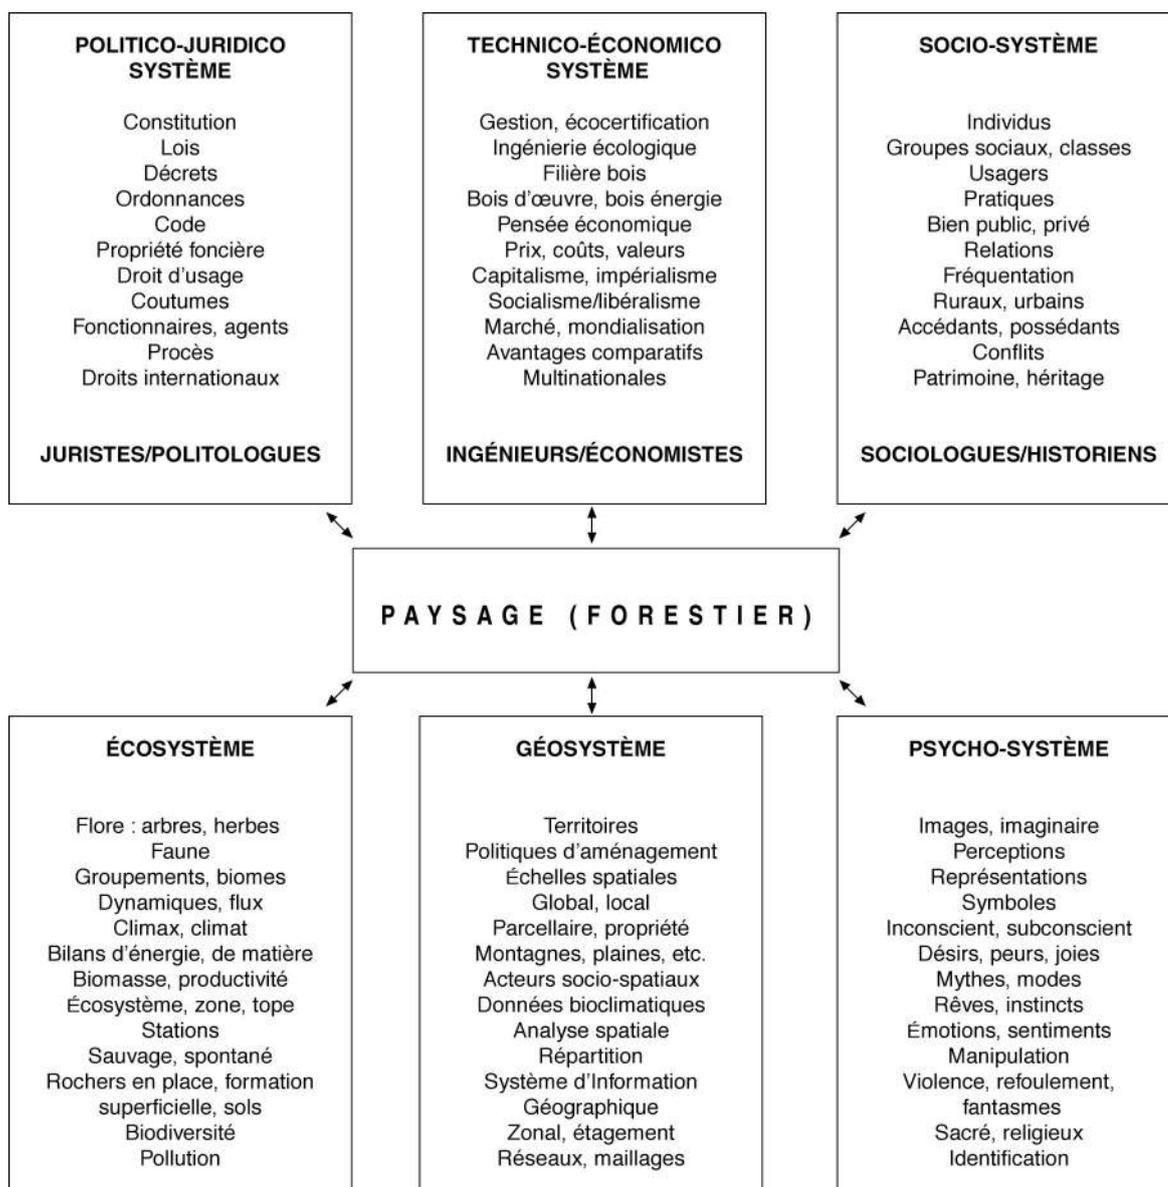 POLITICO-JURIDICO
SYSTÈME
Constitution
Lois
Décrets
Ordonnances
Code
Propriété foncière
Droit d'usage
Coutumes
Fonctionnaires, agents
Procès
Droits internationaux
JURISTES/POLITOLOGUES
TECHNICO-ÉCONOMICO
SYSTÈME
Gestion, écocertification
Ingénierie écologique
Filière bois
Bois d'œuvre, bois énergie
Pensée économique
Prix, coûts, valeurs
Capitalisme, impérialisme
Socialisme/libéralisme
Marché, mondialisation
Avantages comparatifs
Multinationales
INGÉNIEURS/ÉCONOMISTES
SOCIO-SYSTÈME
Individus
Groupes sociaux, classes
Usagers
Pratiques
Bien public, privé
Relations
Fréquentation
Ruraux, urbains
Accédants, possédants
Conflits
Patrimoine, héritage
SOCIOLOGUES/HISTORIENS
PAYSAGE (FORESTIER)
ÉCOSYSTÈME
Flore : arbres, herbes
Faune
Groupements, biomes
Dynamiques, flux
Climax, climat
Bilans d'énergie, de matière
Biomasse, productivité
Écosystème, zone, tope
Stations
Sauvage, spontané
Rochers en place, formation
superficielle, sols
Biodiversité
Pollution
GÉOSYSTÈME
Territoires
Politiques d'aménagement
Échelles spatiales
Global, local
Parcellaire, propriété
Montagnes, plaines, etc.
Acteurs socio-spatiaux
Données bioclimatiques
Analyse spatiale
Répartition
Système d'Information
Géographique
Zonal, étagement
Réseaux, maillages
PSYCHO-SYSTÈME
Images, imaginaire
Perceptions
Représentations
Symboles
Inconscient, subconscient
Désirs, peurs, joies
Mythes, modes
Rêves, instincts
Émotions, sentiments
Manipulation
Violence, refoulement,
fantasmes
Sacré, religieux
Identification